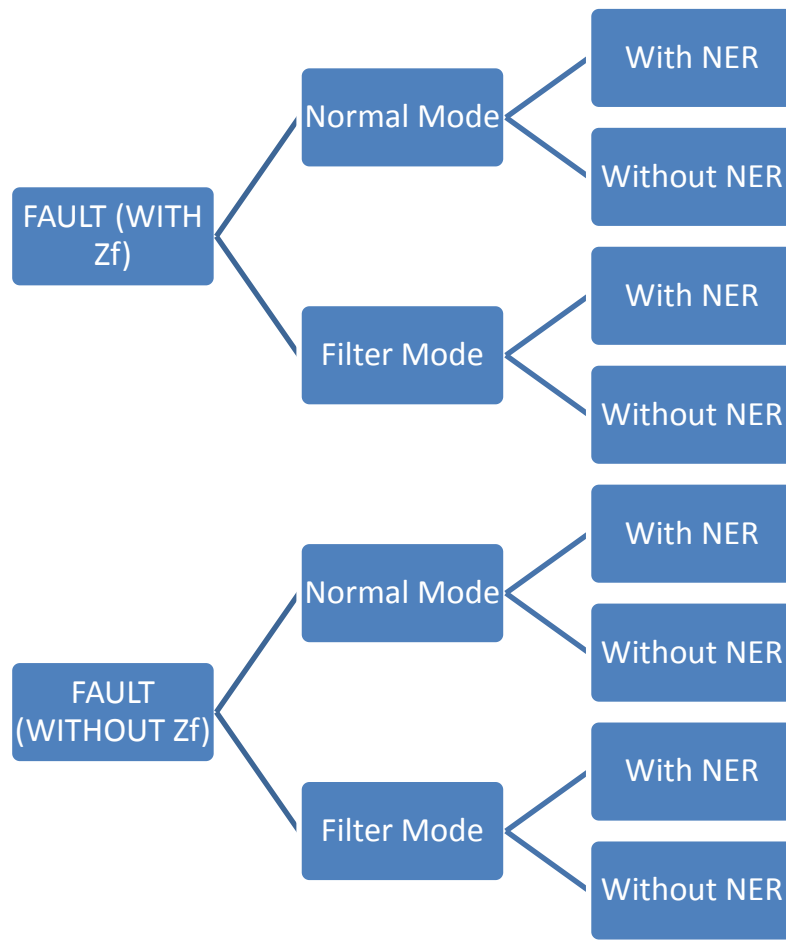 FAULT (WITH
Zf)
Normal Mode
With NER
Without NER
Filter Mode
With NER
Without NER
FAULT
(WITHOUT Zf)
Normal Mode
With NER
Without NER
Filter Mode
With NER
Without NER